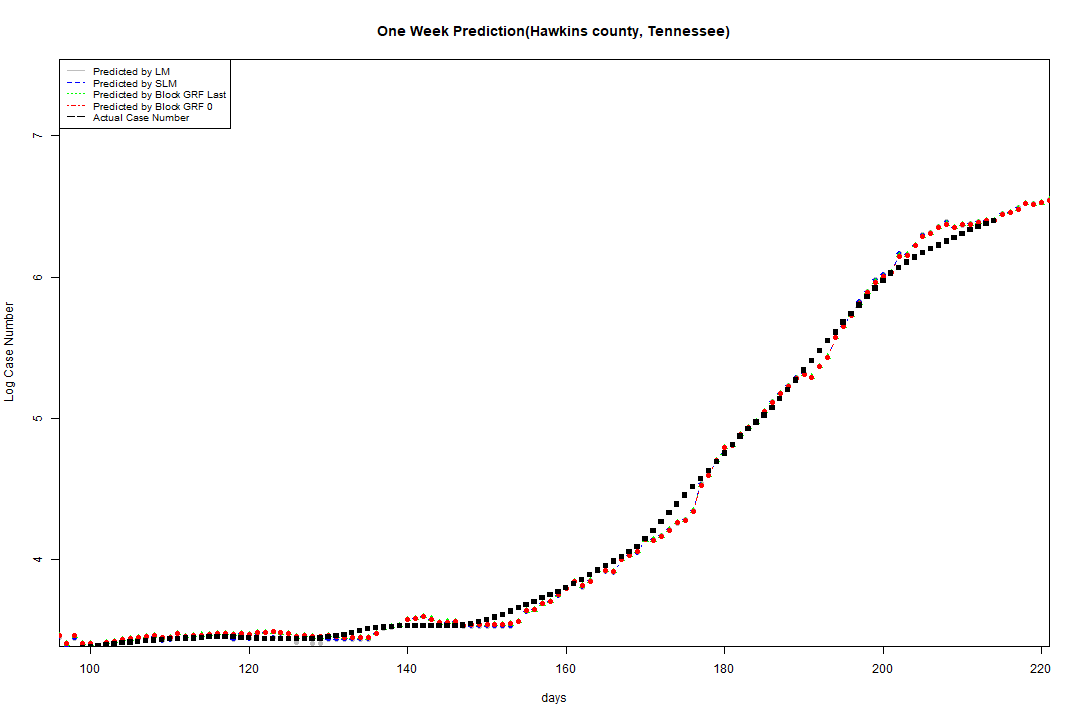 One Week Prediction(Hawkins county, Tennessee)
Predicted by LM
Predicted by SLM
Predicted by Block GRF Last
Predicted by Block GRF 0
Actual Case Number
7
6
5
4
Log Case Number
100 120 140 160 180 200 220
days